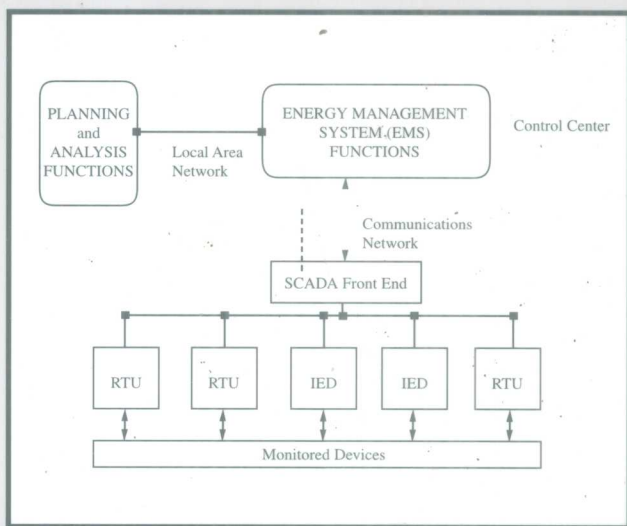 PLANNING
and
ANALYSIS
FUNCTIONS
Local Area
Network
ENERGY MANAGEMENT
SYSTEM (EMS)
FUNCTIONS
Control Center
Communications
Network
SCADA Front End
RTU
RTU
IED
IED
RTU
Monitored Devices